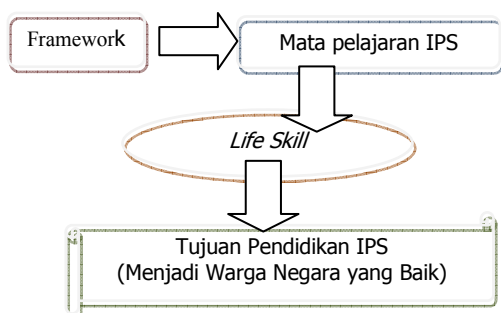 Framework
Mata pelajaran IPS
Life Skill
Tujuan Pendidikan IPS
(Menjadi Warga Negara yang Baik)